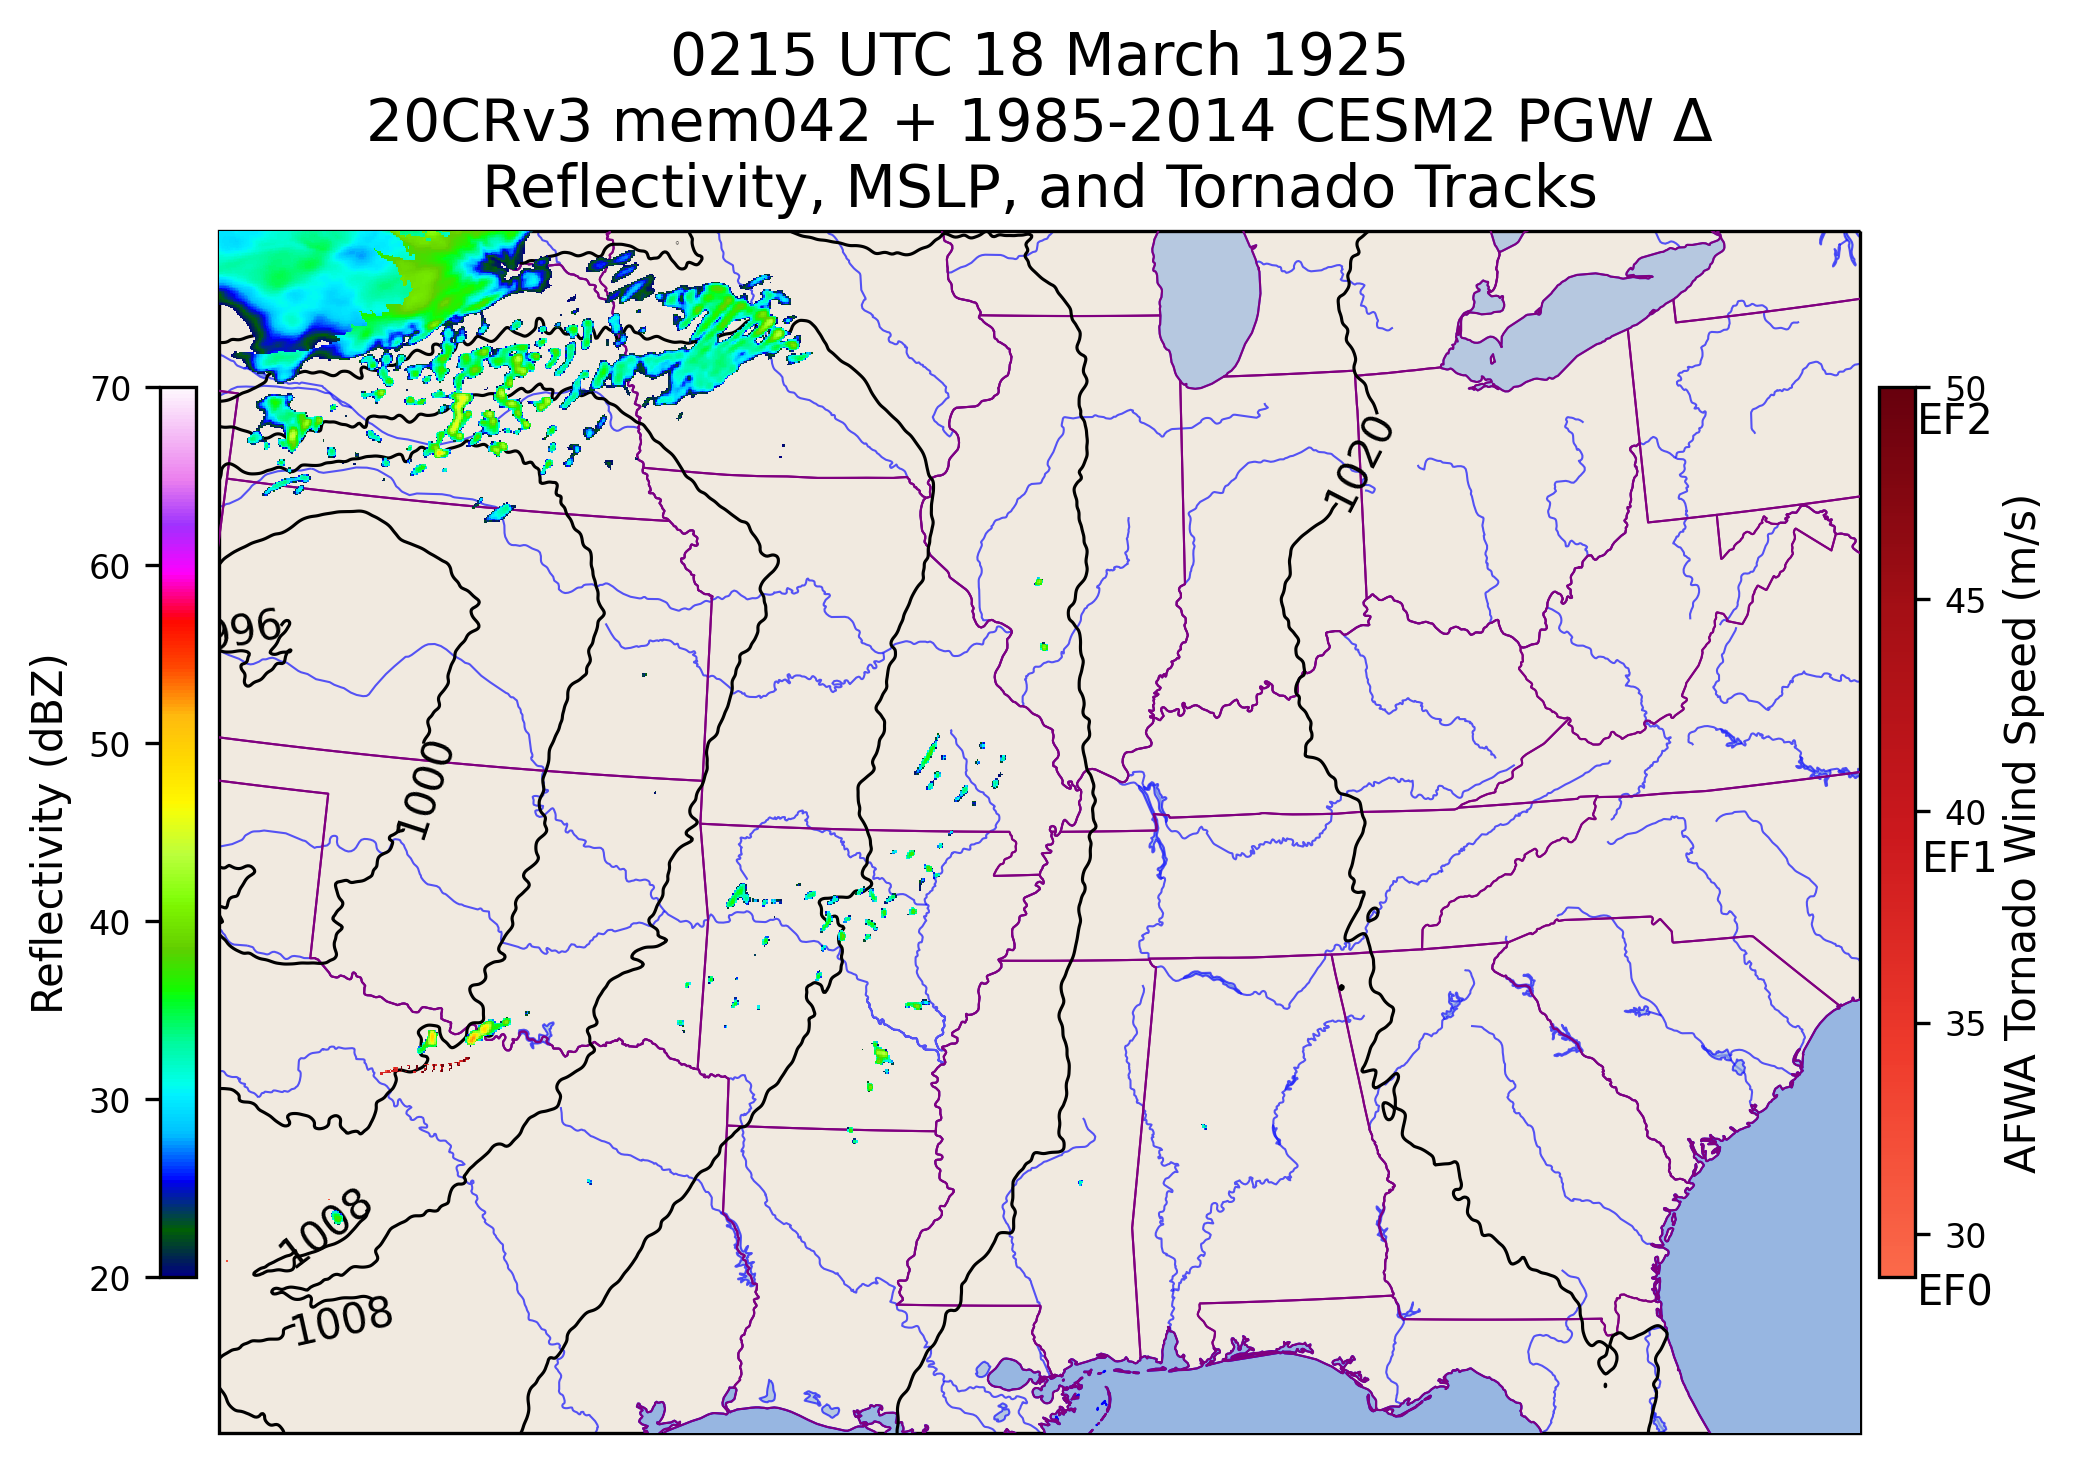 0215 UTC 18 March 1925
20CRv3 mem042 + 1985-2014 CESM2 PGW Δ
Reflectivity, MSLP, and Tornado Tracks
70
60
50
40
30
20
Reflectivity (dBZ)
996
1000
1008
1008
1020
50
EF2
45
40
EF1
35
30
EF0
AFWA Tornado Wind Speed (m/s)